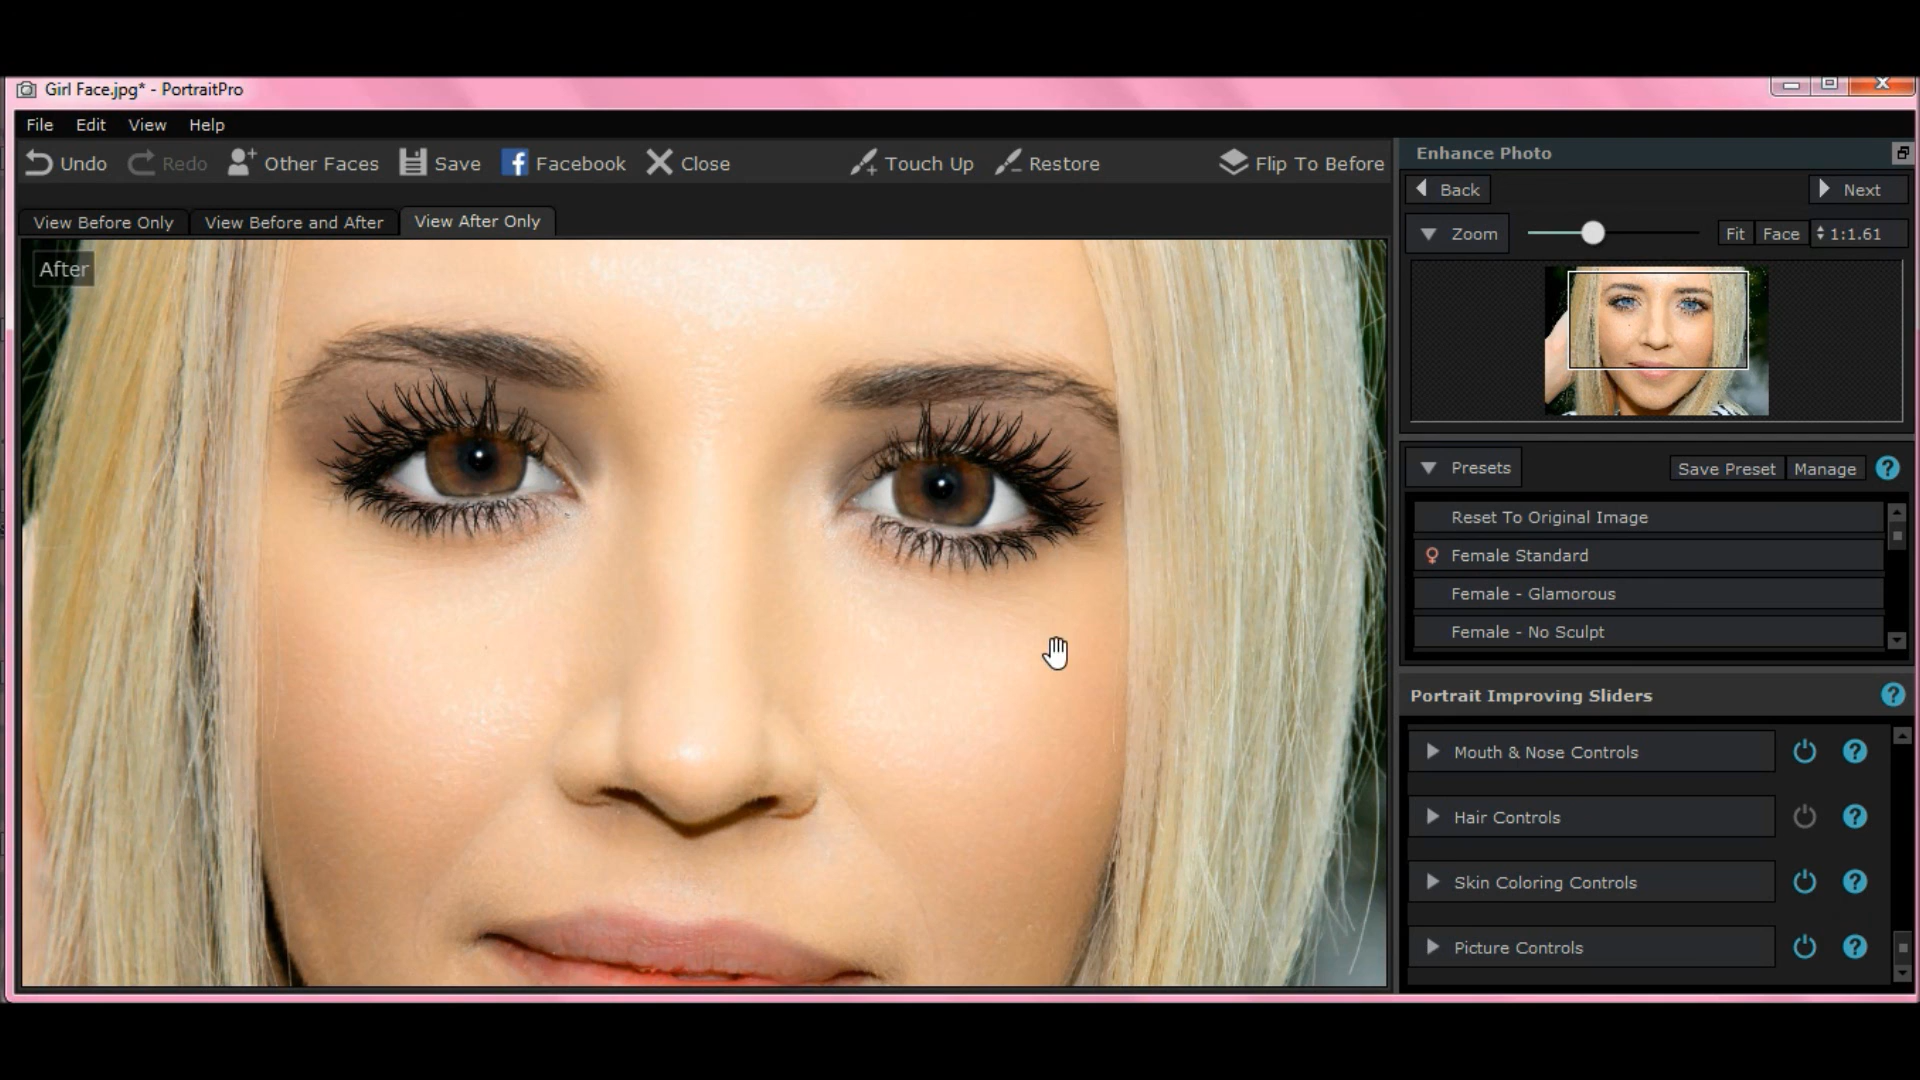 Girl Face.jpg* - PortraitPro
File Edit View Help
Undo Redo Other Faces Save Facebook Close Touch Up Restore Flip To Before
View Before Only View Before and After View After Only
After
Enhance Photo
Back Next
Zoom Fit Face 1:1.61
Presets Save Preset Manage ?
Reset To Original Image
Female Standard
Female - Glamorous
Female - No Sculpt
Portrait Improving Sliders ?
Mouth & Nose Controls ?
Hair Controls ?
Skin Coloring Controls ?
Picture Controls ?